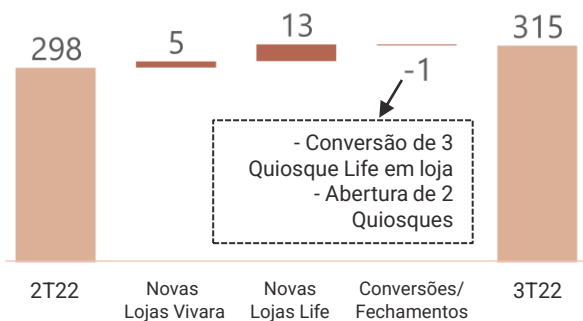 298
5
13
-1
315
- Conversão de 3
Quiosque Life em loja
- Abertura de 2
Quiosques
2T22
Novas
Lojas Vivara
Novas
Lojas Life
Conversões/
Fechamentos
3T22